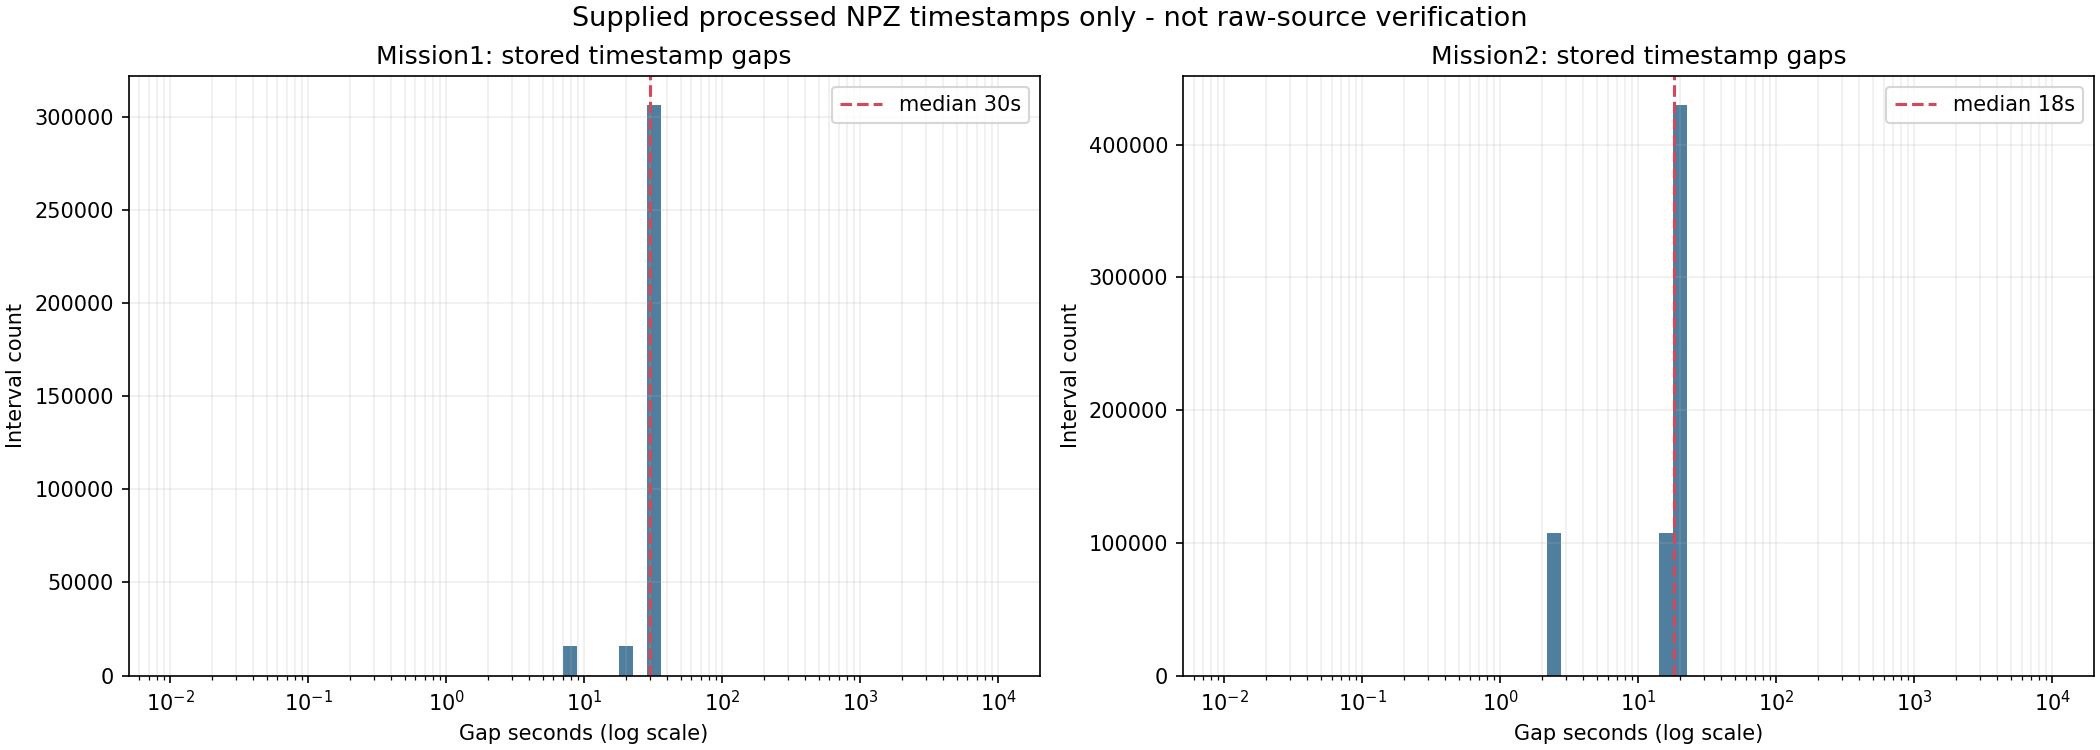 Supplied processed NPZ timestamps only - not raw-source verification
Mission1: stored timestamp gaps
median 30s
Interval count
300000
250000
200000
150000
100000
50000
0
10⁻² 10⁻¹ 10⁰ 10¹ 10² 10³ 10⁴
Gap seconds (log scale)
Mission2: stored timestamp gaps
median 18s
Interval count
400000
300000
200000
100000
0
10⁻² 10⁻¹ 10⁰ 10¹ 10² 10³ 10⁴
Gap seconds (log scale)